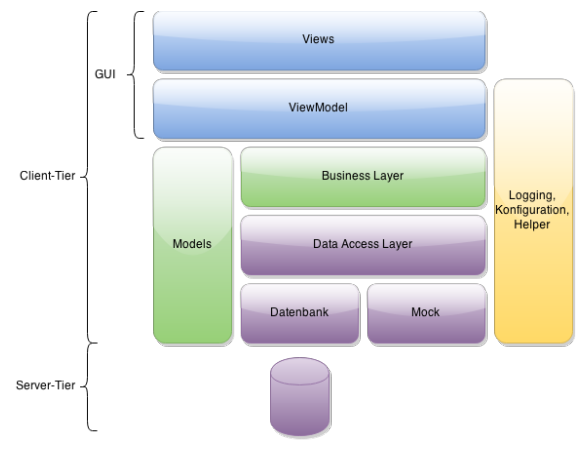 Views
GUI
ViewModel
Client-Tier
Business Layer
Logging,
Konfiguration,
Helper
Models
Data Access Layer
Datenbank
Mock
Server-Tier